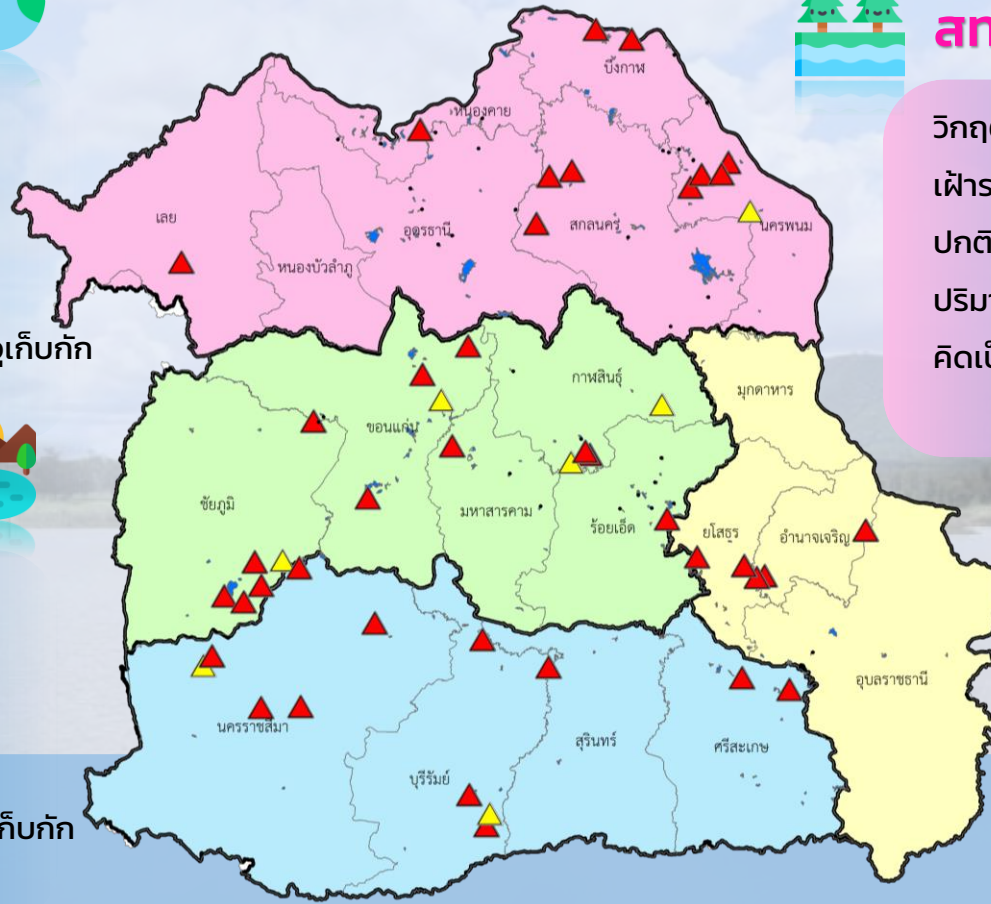 สท
วิกฤต
เฝ้าระ
ปกติ
ปริมา
คิดเป็
เก็บกัก
ก็บกัก
บึงกาฬ
หนองคาย
เลย
อุดรธานี
สกลนคร
นครพนม
หนองบัวลำภู
กาฬสินธุ์
มุกดาหาร
ขอนแก่น
ชัยภูมิ
มหาสารคาม
ร้อยเอ็ด
ยโสธร
อำนาจเจริญ
อุบลราชธานี
นครราชสีมา
บุรีรัมย์
สุรินทร์
ศรีสะเกษ